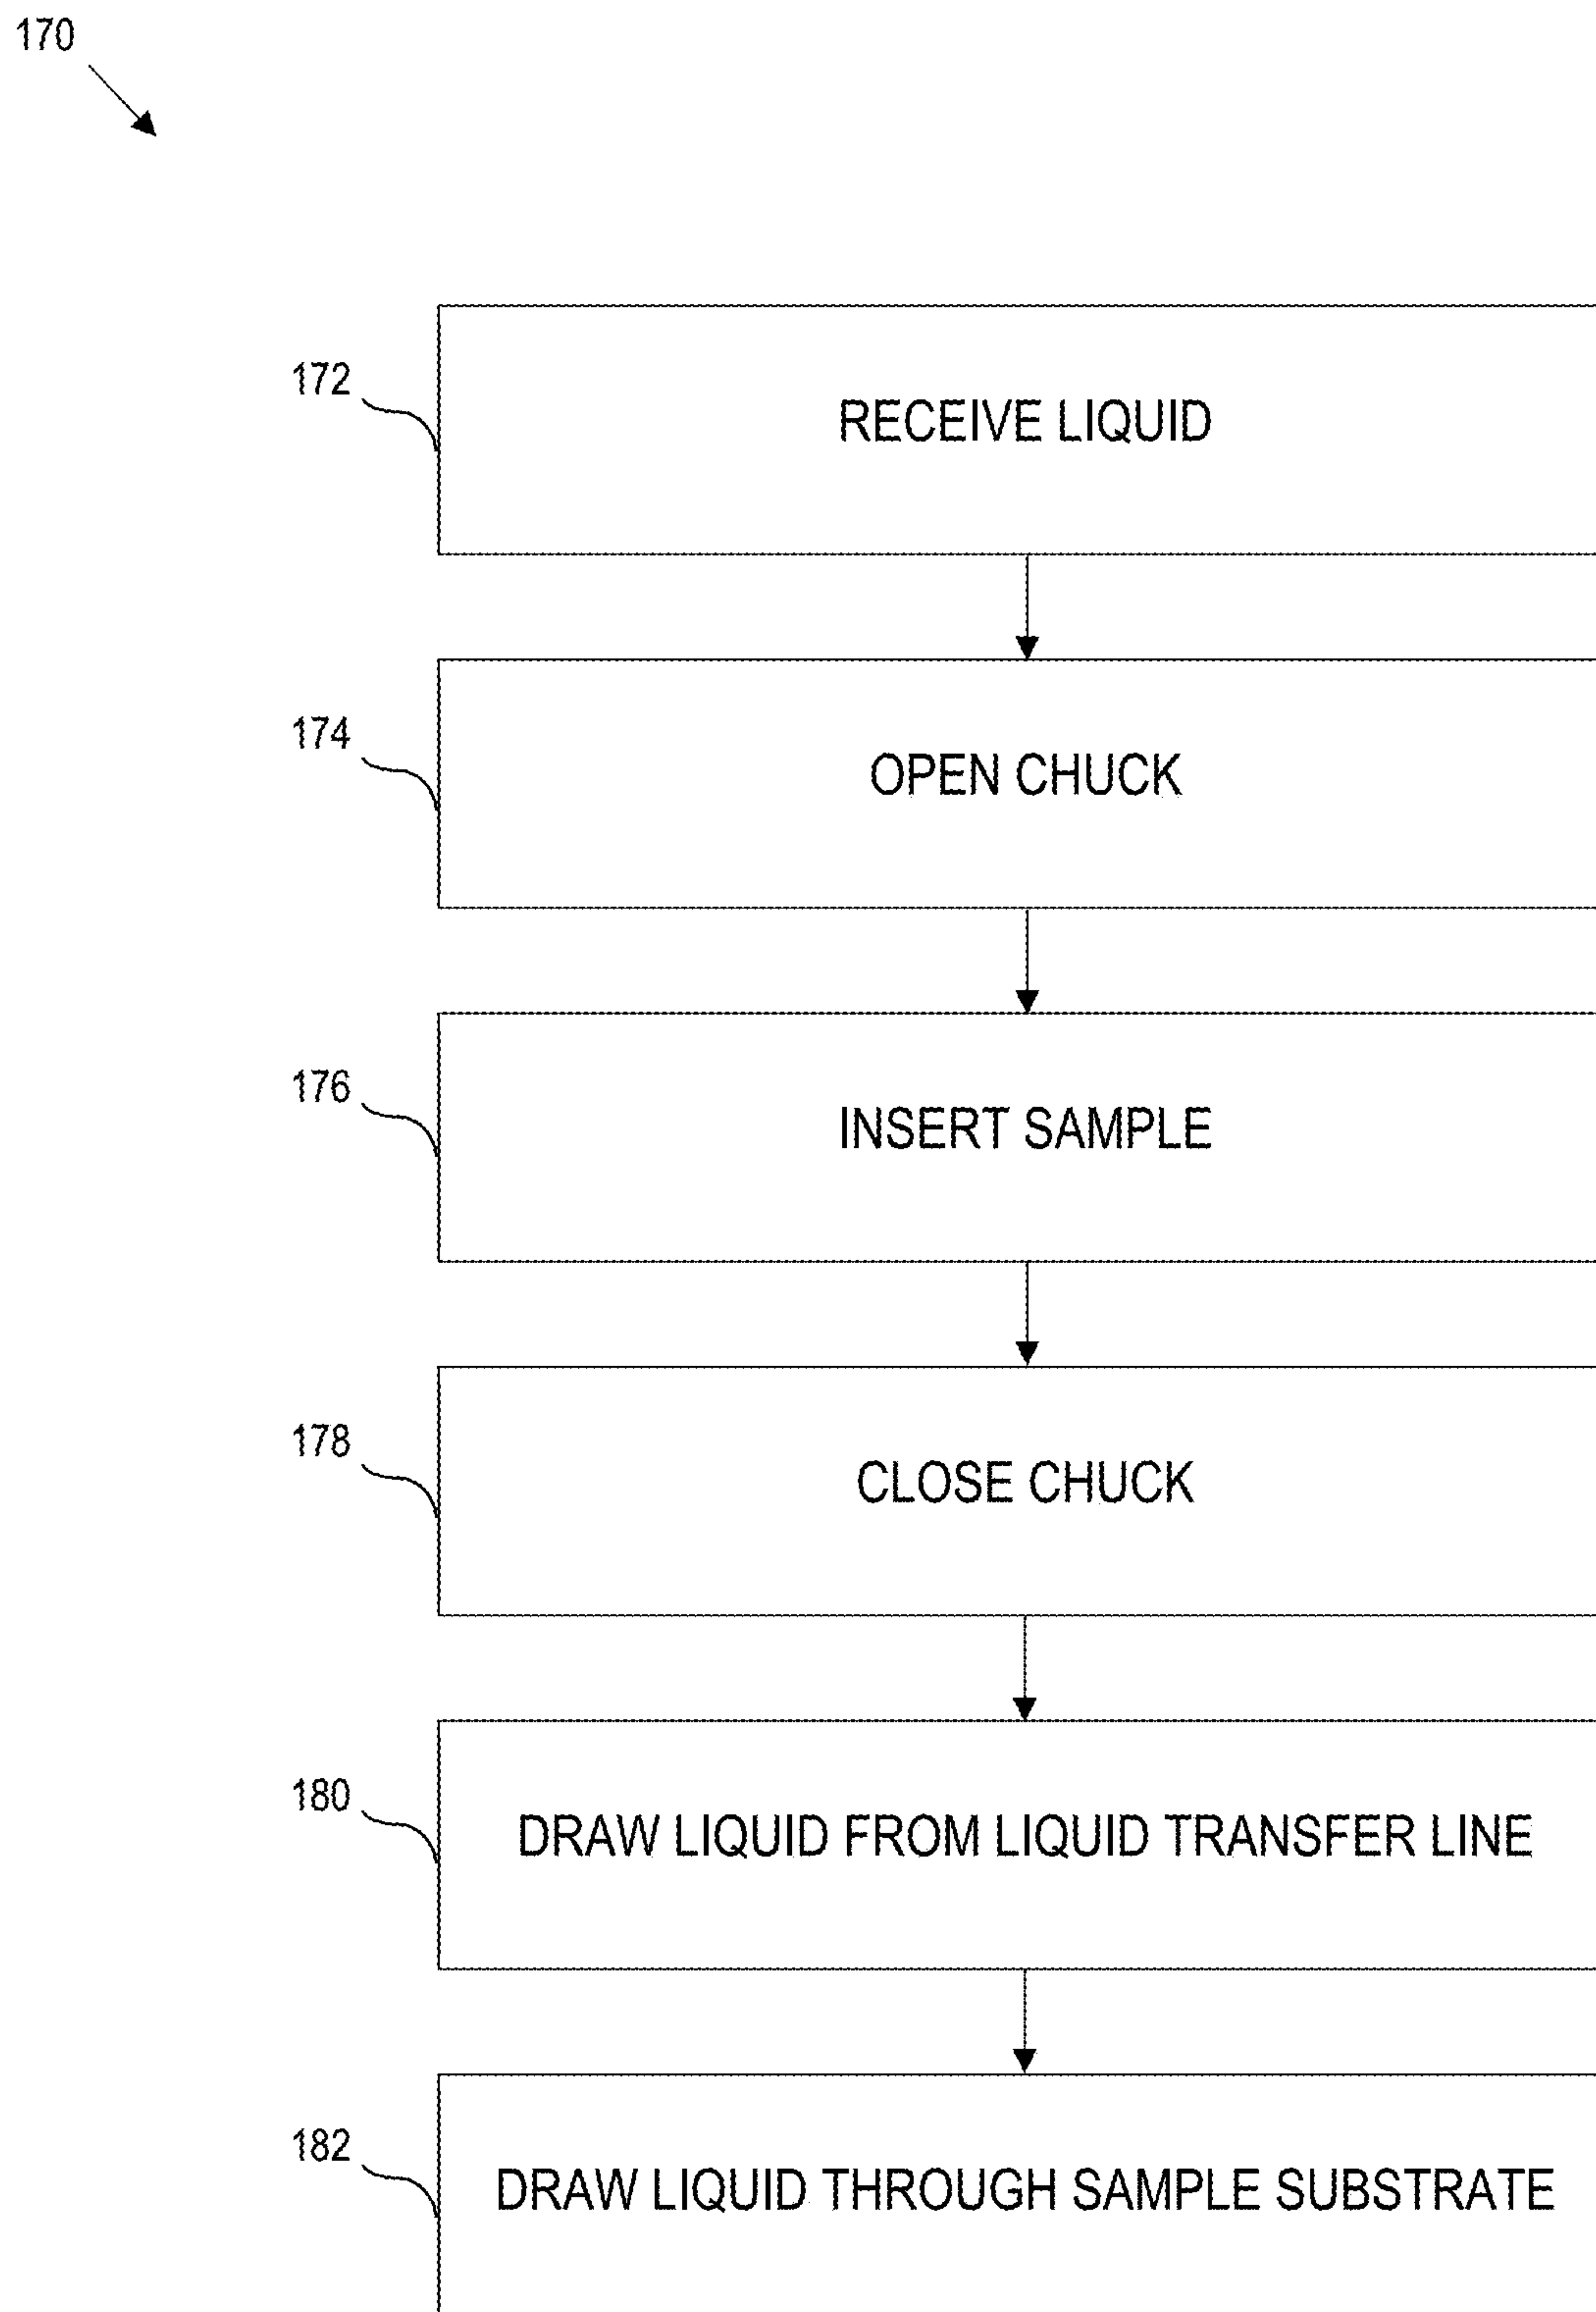 170
172
RECEIVE LIQUID
174
OPEN CHUCK
176
INSERT SAMPLE
178
CLOSE CHUCK
180
DRAW LIQUID FROM LIQUID TRANSFER LINE
182
DRAW LIQUID THROUGH SAMPLE SUBSTRATE